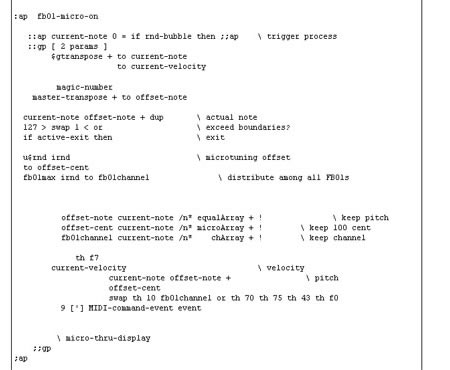 :ap fb01-micro-on
::ap current-note 0 = if rnd-bubble then ;;ap \ trigger process
::gp [ 2 params ]
$gtranspose + to current-note
to current-velocity
magic-number
master-transpose + to offset-note
current-note offset-note + dup \ actual note
127 > swap 1 < or \ exceed boundaries?
if active-exit then \ exit
u$rnd irnd \ microtuning offset
to offset-cent
fb01max irnd to fb01channel \ distribute among all FB01s
offset-note current-note /n* equalArray + ! \ keep pitch
offset-cent current-note /n* microArray + ! \ keep 100 cent
fb01channel current-note /n* chArray + ! \ keep channel
th f7
current-velocity \ velocity
current-note offset-note + \ pitch
offset-cent
swap th 10 fb01channel or th 70 th 75 th 43 th f0
9 ['] MIDI-command-event event
\ micro-thru-display
;;gp
;ap